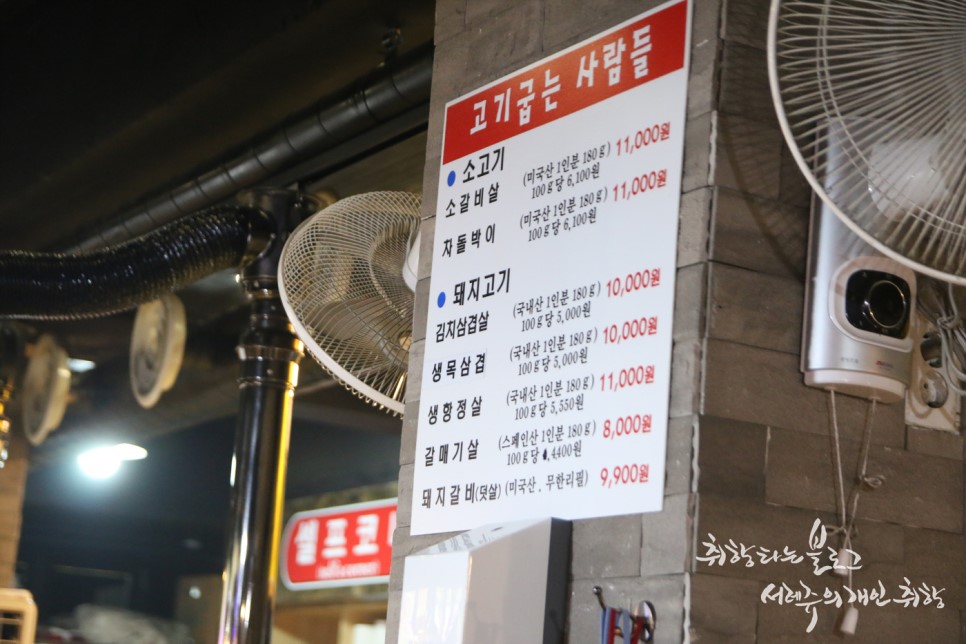 고기굽는 사람들
● 소고기
소갈비살 (미국산 1인분 180g) 11,000원
100g당 6,100원
차돌박이 (미국산 1인분 180g) 11,000원
100g당 6,100원
● 돼지고기
김치삼겹살 (국내산 1인분 180g) 10,000원
100g당 5,000원
생목삼겹 (국내산 1인분 180g) 10,000원
100g당 5,000원
생항정살 (국내산 1인분 180g) 11,000원
100g당 5,550원
갈매기살 (스페인산 1인분 180g) 8,000원
100g당 4,400원
돼지갈비(덧살) (미국산 . 무한리필) 9,900원
셀프코
취향타는 블로그
서례주의 개인 취향